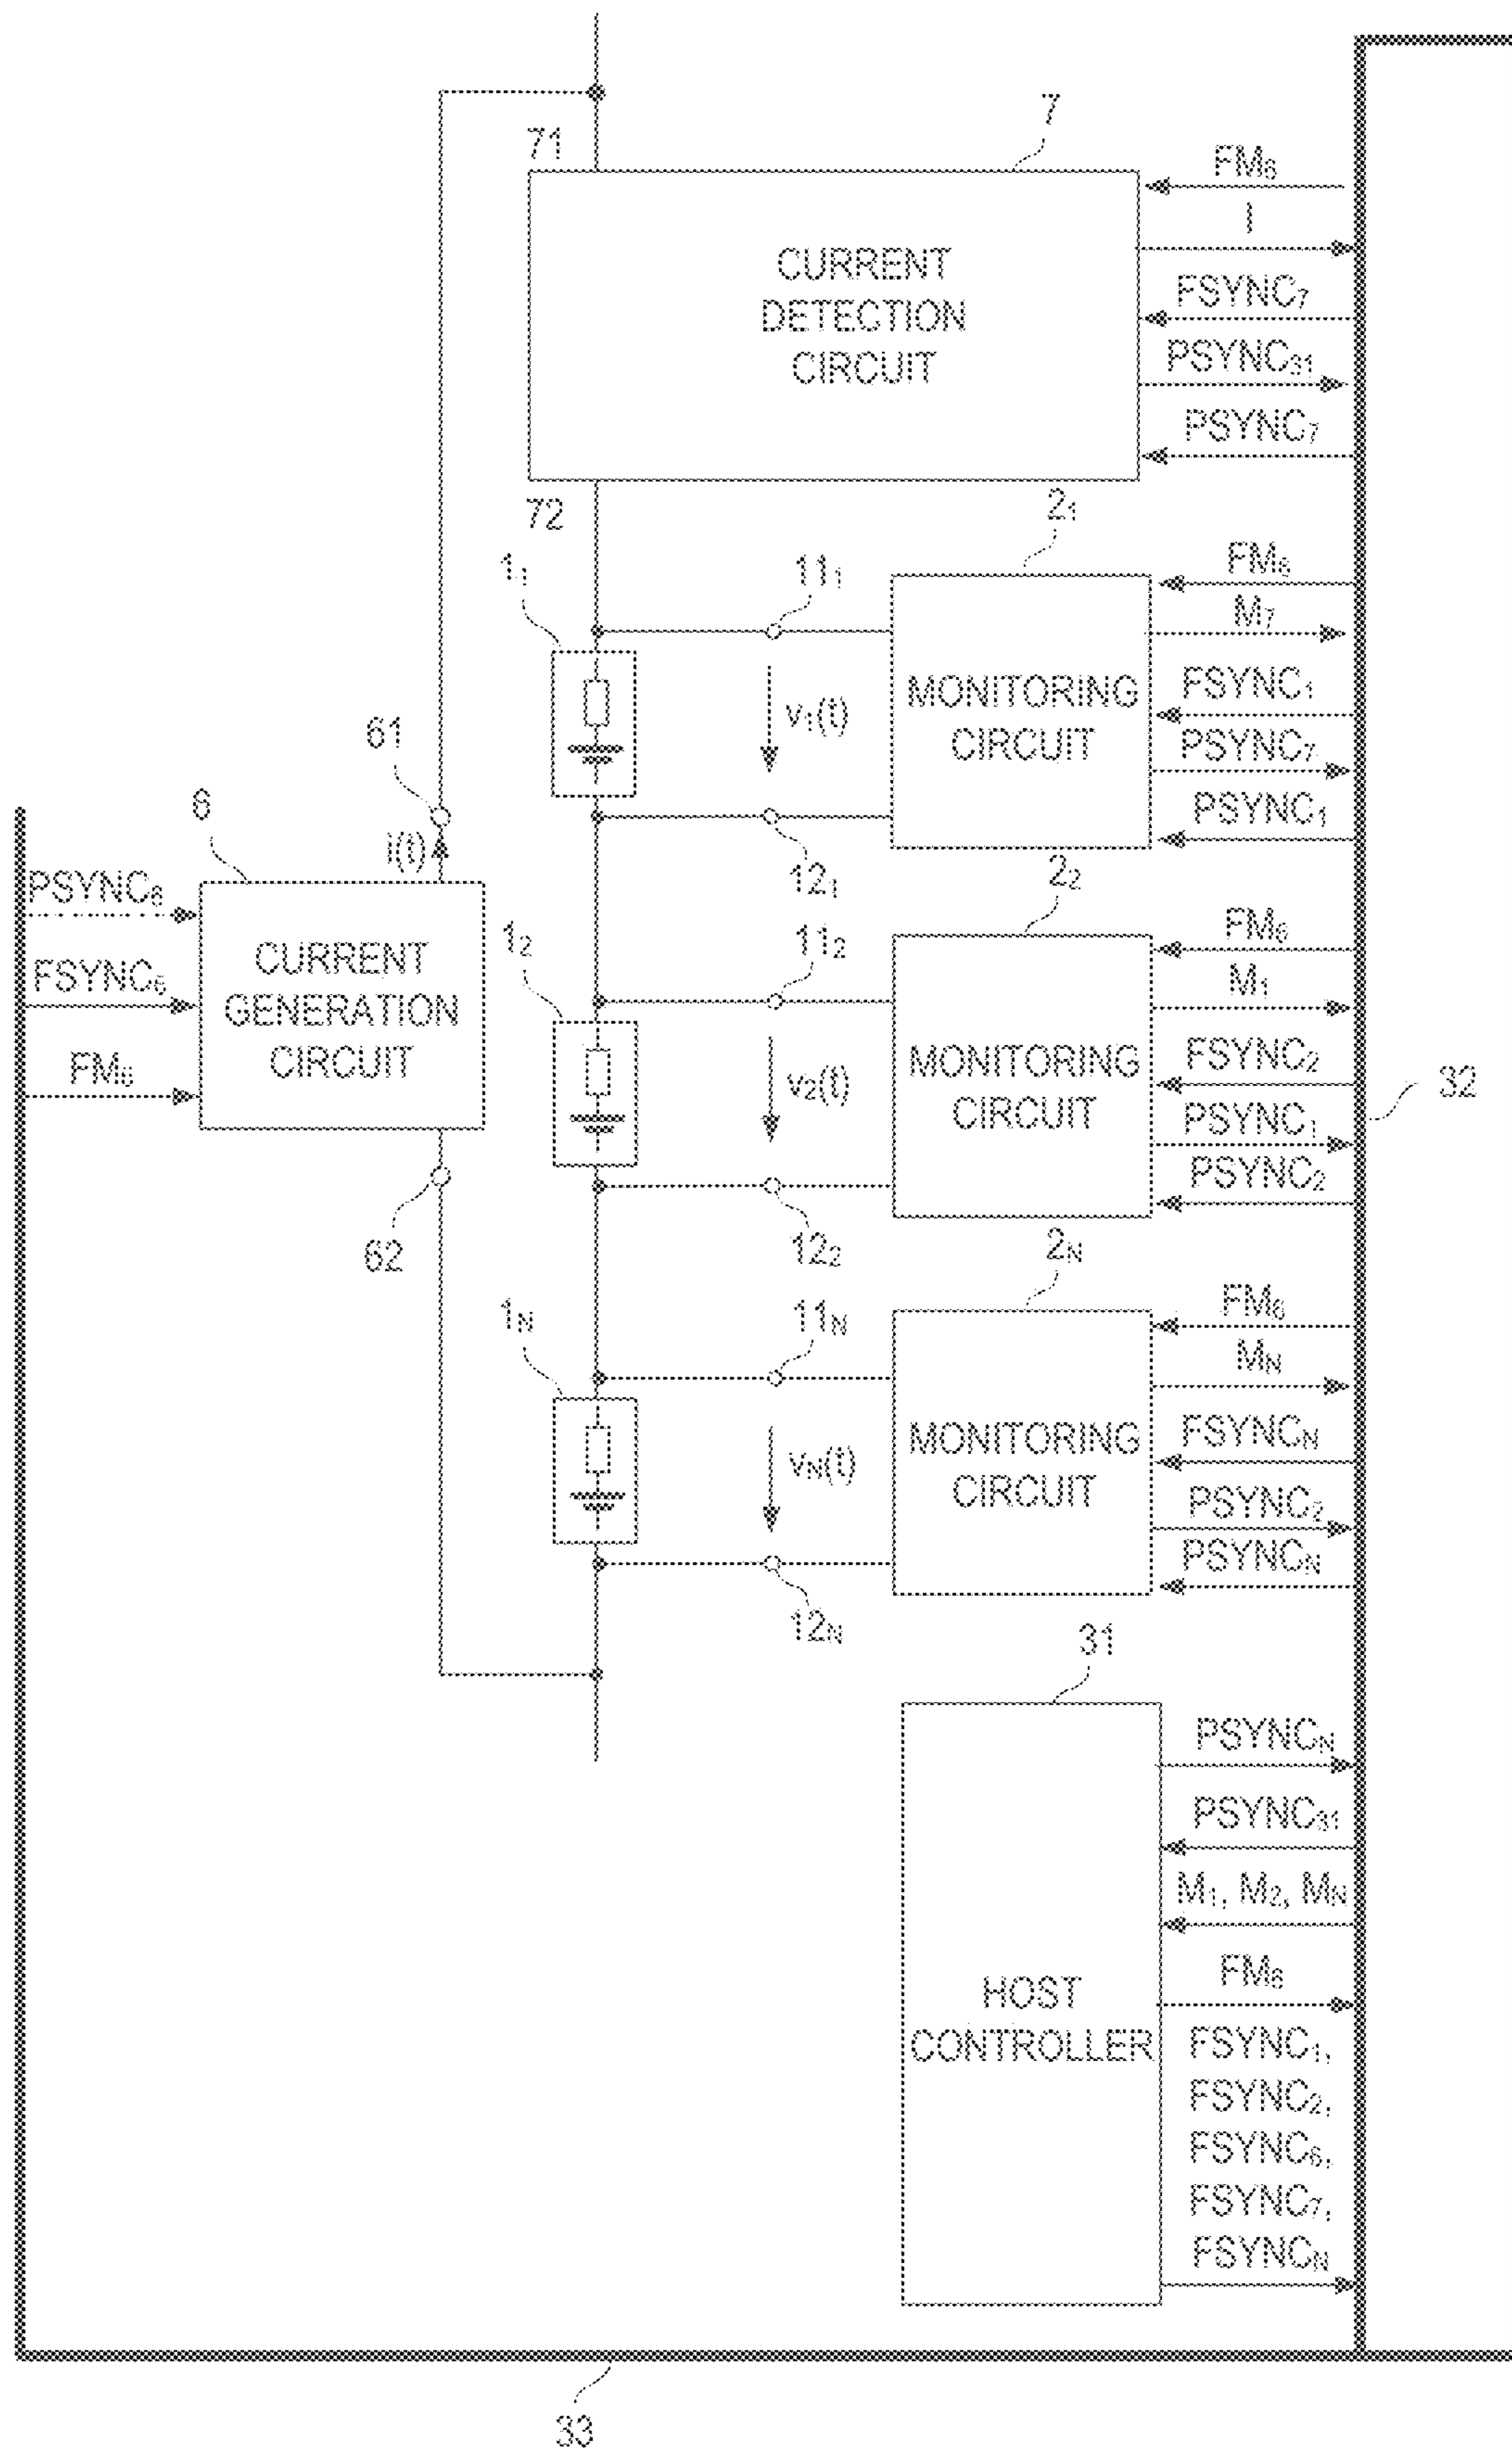 7
71
FM₆
I
CURRENT
DETECTION
CIRCUIT
FSYNC₇
PSYNC₃₁
PSYNC₇
72
2₁
1₁
11₁
FM₆
M₇
v₁(t)
MONITORING
CIRCUIT
FSYNC₁
PSYNC₇
PSYNC₁
61
i(t)
6
12₁
2₂
PSYNC₆
FSYNC₆
FM₆
CURRENT
GENERATION
CIRCUIT
1₂
11₂
FM₆
M₁
v₂(t)
MONITORING
CIRCUIT
FSYNC₂
PSYNC₁
PSYNC₂
32
62
12₂
2N
1N
11N
FM₆
MN
vN(t)
MONITORING
CIRCUIT
FSYNCN
PSYNC₂
PSYNCN
12N
31
PSYNCN
PSYNC₃₁
M₁, M₂, MN
FM₆
HOST
CONTROLLER
FSYNC₁,
FSYNC₂,
FSYNC₆,
FSYNC₇,
FSYNCN
33